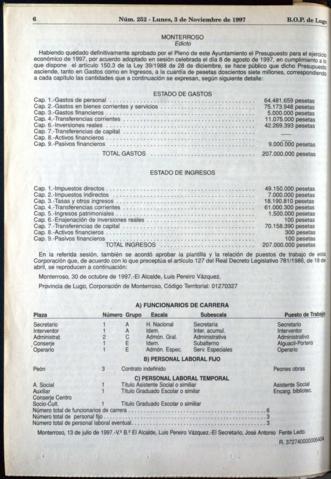 6 Núm. 252 - Lunes, 3 de Noviembre de 1997 B.O.P. de Lugo
MONTERROSO
Edicto
Habiendo quedado definitivamente aprobado por el Pleno de este Ayuntamiento el Presupuesto para el ejercicio
económico de 1997, por acuerdo adoptado en sesión celebrada el día 8 de agosto de 1997, en cumplimiento a lo
que dispone el artículo 150.3 de la Ley 39/1988 de 28 de diciembre, se hace público que dicho Presupuesto
asciende, tanto en Gastos como en Ingresos, a la cuantía de pesetas doscientos siete millones, correspondiendo
a cada capítulo las cantidades que a continuación se expresan, según el siguiente detalle:
ESTADO DE GASTOS
Cap. 1.-Gastos de personal 64.481.659 pesetas
Cap. 2.-Gastos en bienes corrientes y servicios 75.173.948 pesetas
Cap. 3.-Gastos financieros 5.000.000 pesetas
Cap. 4.-Transferencias corrientes 11.075.000 pesetas
Cap. 6.-Inversiones reales 42.269.393 pesetas
Cap. 7.-Transferencias de capital
Cap. 8.-Activos financieros
Cap. 9.-Pasivos financieros 9.000.000 pesetas
TOTAL GASTOS 207.000.000 pesetas
ESTADO DE INGRESOS
Cap. 1.-Impuestos directos 49.150.000 pesetas
Cap. 2.-Impuestos indirectos 7.000.000 pesetas
Cap. 3.-Tasas y otros ingresos 18.190.810 pesetas
Cap. 4.-Transferencias corrientes 61.000.300 pesetas
Cap. 5.-Ingresos patrimoniales 1.500.000 pesetas
Cap. 6.-Enajenación de inversiones reales 100 pesetas
Cap. 7.-Transferencias de capital 70.158.390 pesetas
Cap. 8.-Activos financieros 300 pesetas
Cap. 9.-Pasivos financieros 100 pesetas
TOTAL INGRESOS 207.000.000 pesetas
En la referida sesión, también se acordó aprobar la plantilla y la relación de puestos de trabajo de esta
Corporación que, de acuerdo con lo que preceptúa el artículo 127 del Real Decreto Legislativo 781/1986, de 18 de
abril, se reproducen a continuación:
Monterroso, 30 de octubre de 1997.-El Alcalde, Luis Pereiro Vázquez.
Provincia de Lugo, Corporación de Monterroso, Código Territorial: 01270327
A) FUNCIONARIOS DE CARRERA
Plaza Número Grupo Escala Subescala Puesto de Trabajo
Secretario 1 A H. Nacional Secretaría Secretario
Interventor 1 A Idem. Inter. acumul. Interventor
Administrat 2 C Admón. Gral. Administrativa Administrativo
Conserje 1 E Idem. Subalterno Alguacil-Portero
Operario 1 E Admón. Espec. Serv. Especiales Operario
B) PERSONAL LABORAL FIJO
Peón 3 Contrato indefinido Peones obras
C) PERSONAL LABORAL TEMPORAL
A. Social 1 Título Asistente Social o similiar Asistente Social
Auxiliar 1 Título Graduado Escolar o similar Encarg. bibliotec.
Conserje Centro
Socio-Cult. 1 Título Graduado Escolar o similiar
Número total de funcionarios de carrera 6
Número total de personal fijo 3
Número total de personal laboral eventual 3
Monterroso, 13 de julio de 1997.-V.º B.º El Alcalde, Luis Pereiro Vázquez.-El Secretario, José Antonio Fente Ledo.